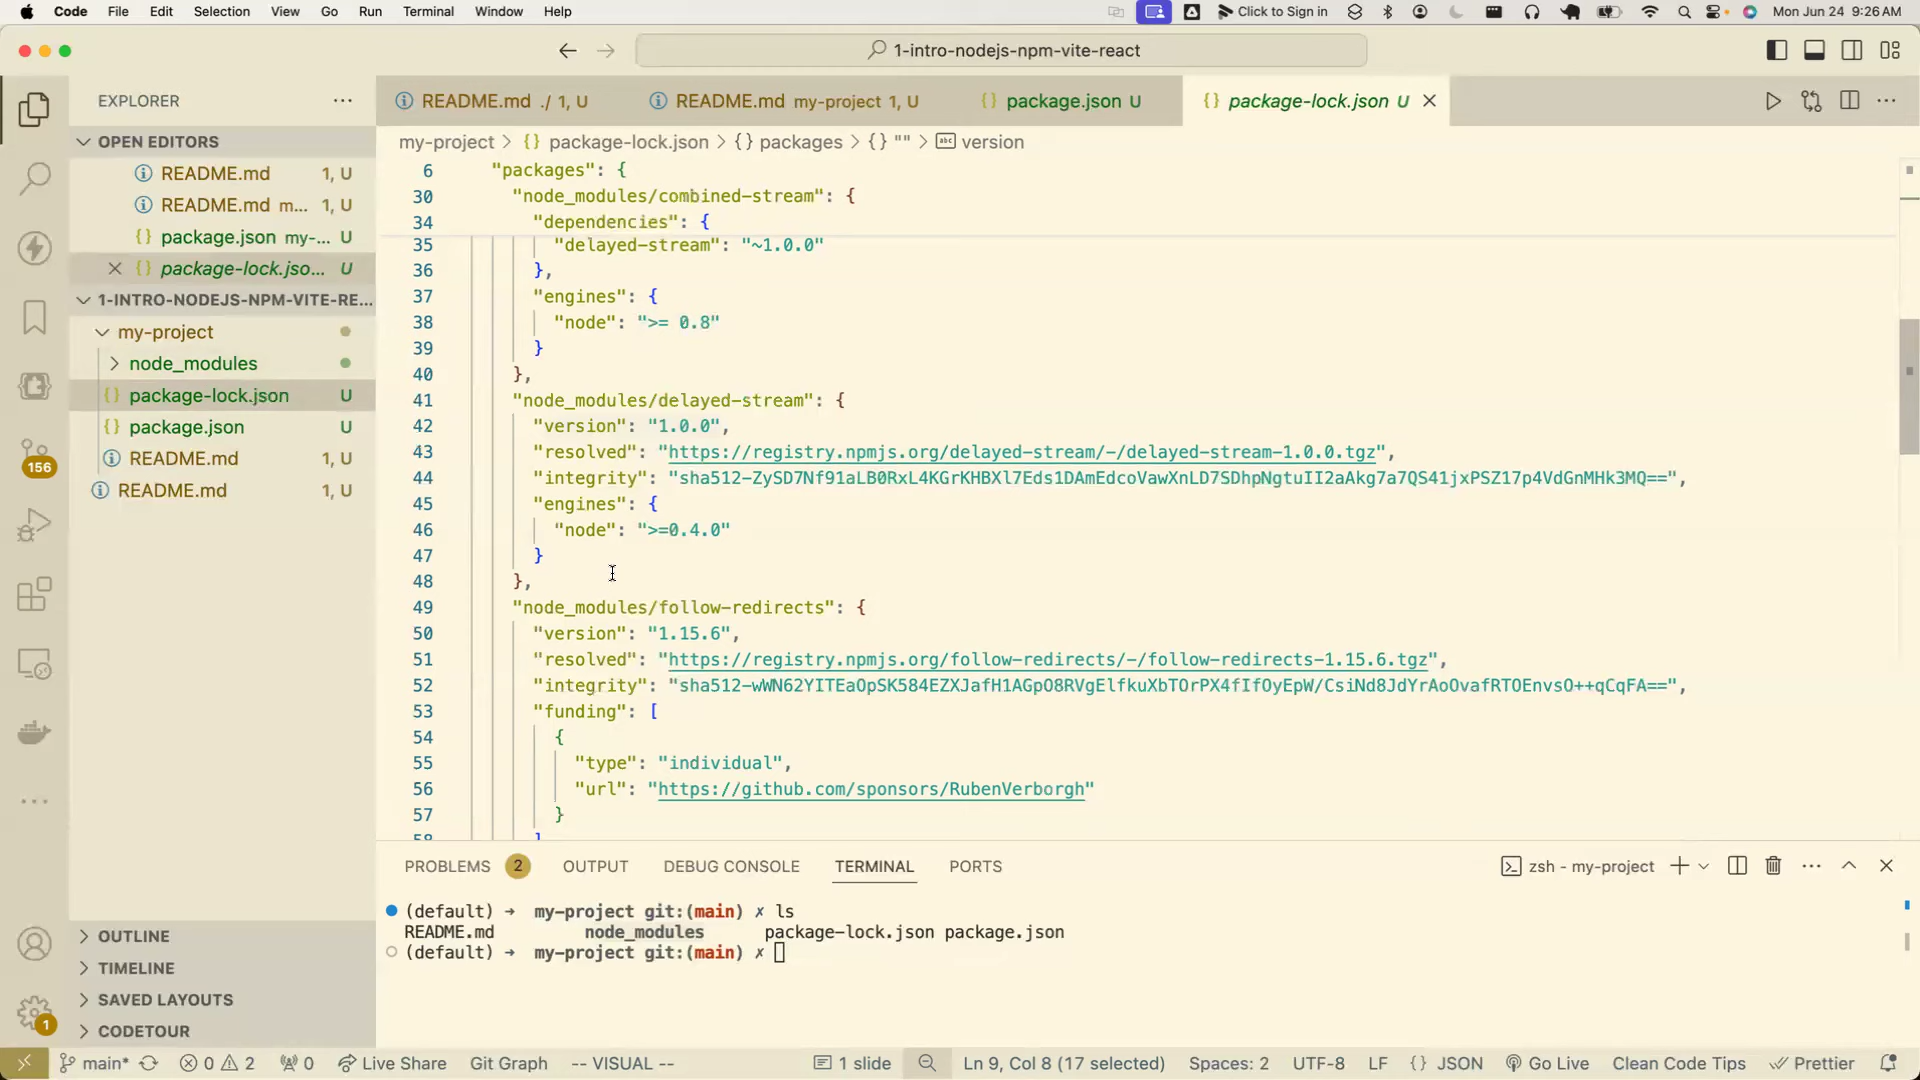 Code File Edit Selection View Go Run Terminal Window Help Click to Sign in Mon Jun 24 9:26 AM
1-intro-nodejs-npm-vite-react
EXPLORER
OPEN EDITORS
README.md 1, U
README.md m... 1, U
package.json my-... U
package-lock.jso... U
1-INTRO-NODEJS-NPM-VITE-RE...
my-project
node_modules
package-lock.json U
package.json U
README.md 1, U
README.md 1, U
156
OUTLINE
TIMELINE
SAVED LAYOUTS
CODETOUR
1
README.md ./ 1, U README.md my-project 1, U package.json U package-lock.json U
my-project > {} package-lock.json > {} packages > {} "" > version
6 "packages": {
30 "node_modules/combined-stream": {
34 "dependencies": {
35 "delayed-stream": "~1.0.0"
36 },
37 "engines": {
38 "node": ">= 0.8"
39 }
40 },
41 "node_modules/delayed-stream": {
42 "version": "1.0.0",
43 "resolved": "https://registry.npmjs.org/delayed-stream/-/delayed-stream-1.0.0.tgz",
44 "integrity": "sha512-ZySD7Nf91aLB0RxL4KGrKHBXl7Eds1DAmEdcoVawXnLD7SDhpNgtuII2aAkg7a7QS41jxPSZ17p4VdGnMHk3MQ==",
45 "engines": {
46 "node": ">=0.4.0"
47 }
48 },
49 "node_modules/follow-redirects": {
50 "version": "1.15.6",
51 "resolved": "https://registry.npmjs.org/follow-redirects/-/follow-redirects-1.15.6.tgz",
52 "integrity": "sha512-wWN62YITEaOpSK584EZXJafH1AGpO8RVgElfkuXbTOrPX4fIfOyEpW/CsiNd8JdYrAoOvafRTOEnvsO++qCqFA==",
53 "funding": [
54 {
55 "type": "individual",
56 "url": "https://github.com/sponsors/RubenVerborgh"
57 }
58 ]
PROBLEMS 2 OUTPUT DEBUG CONSOLE TERMINAL PORTS zsh - my-project
(default) → my-project git:(main) ✗ ls
README.md node_modules package-lock.json package.json
(default) → my-project git:(main) ✗
main* 0 2 0 Live Share Git Graph -- VISUAL -- 1 slide Ln 9, Col 8 (17 selected) Spaces: 2 UTF-8 LF {} JSON Go Live Clean Code Tips Prettier